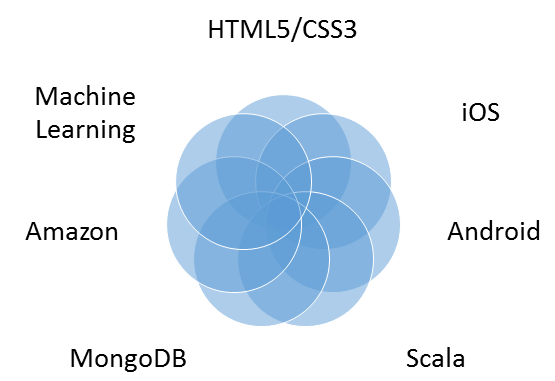 HTML5/CSS3
Machine
Learning
iOS
Amazon
Android
MongoDB
Scala